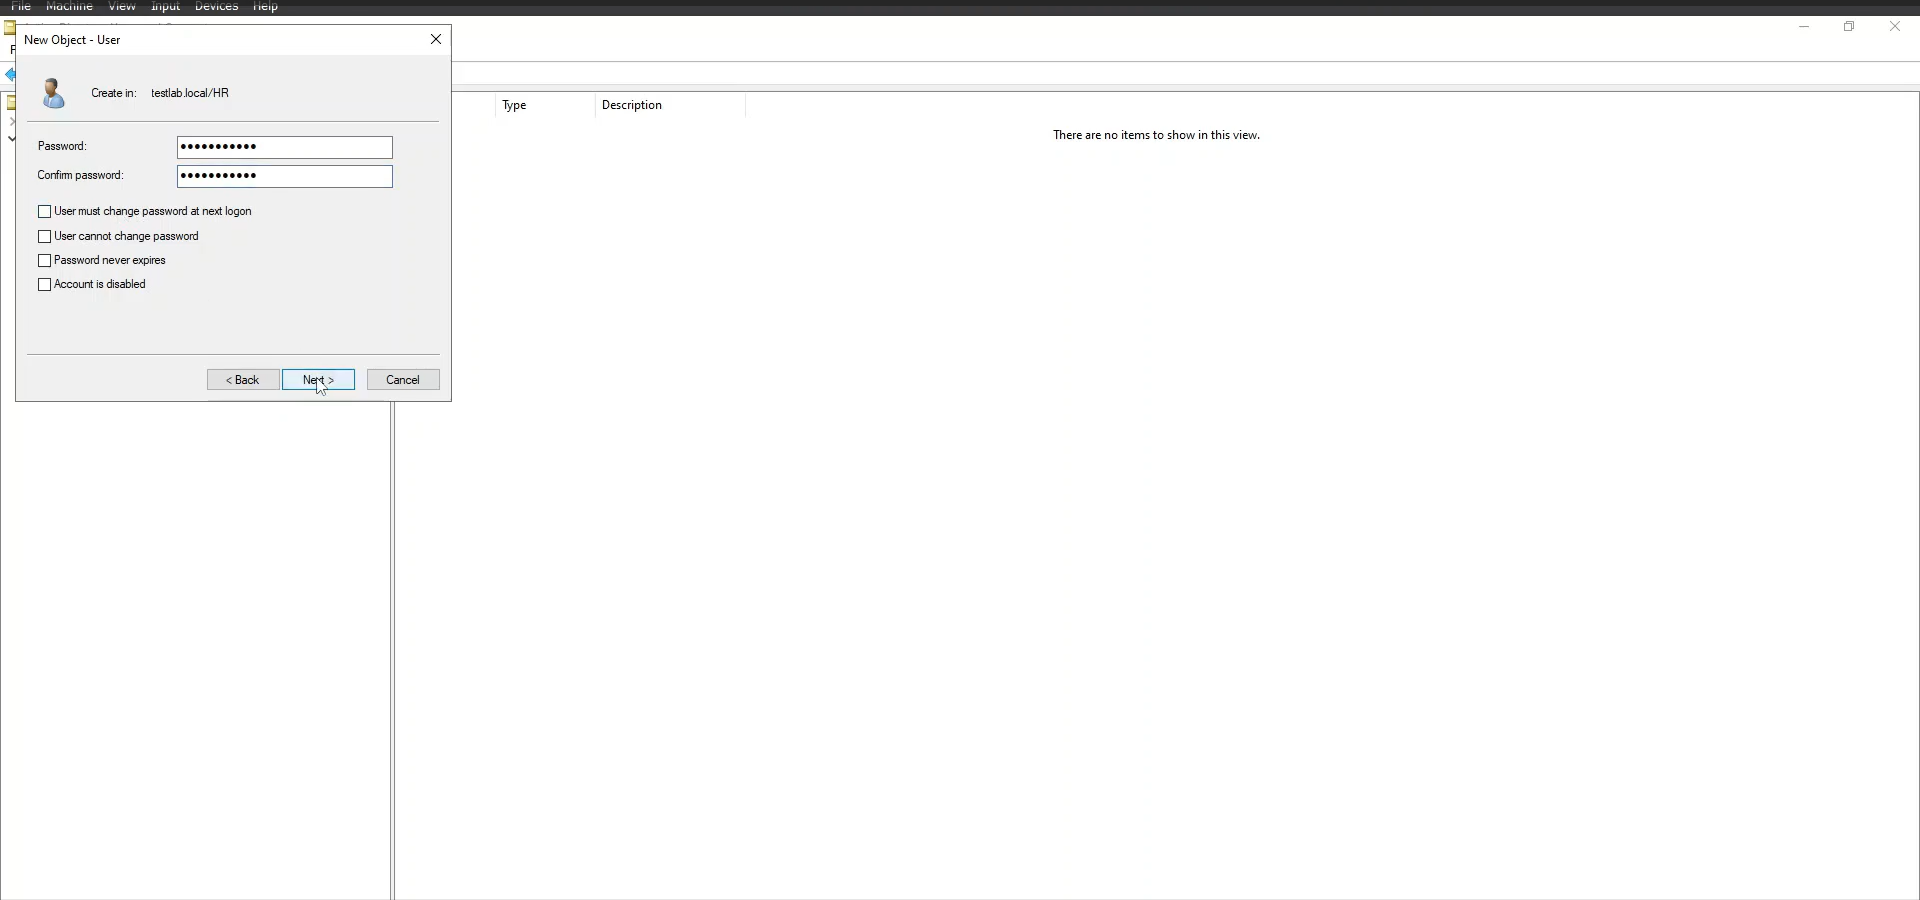 File Machine View Input Devices Help
New Object - User
Create in: testlab.local/HR
Password: •••••••••••
Confirm password: •••••••••••
User must change password at next logon
User cannot change password
Password never expires
Account is disabled
< Back Next > Cancel
Type Description
There are no items to show in this view.